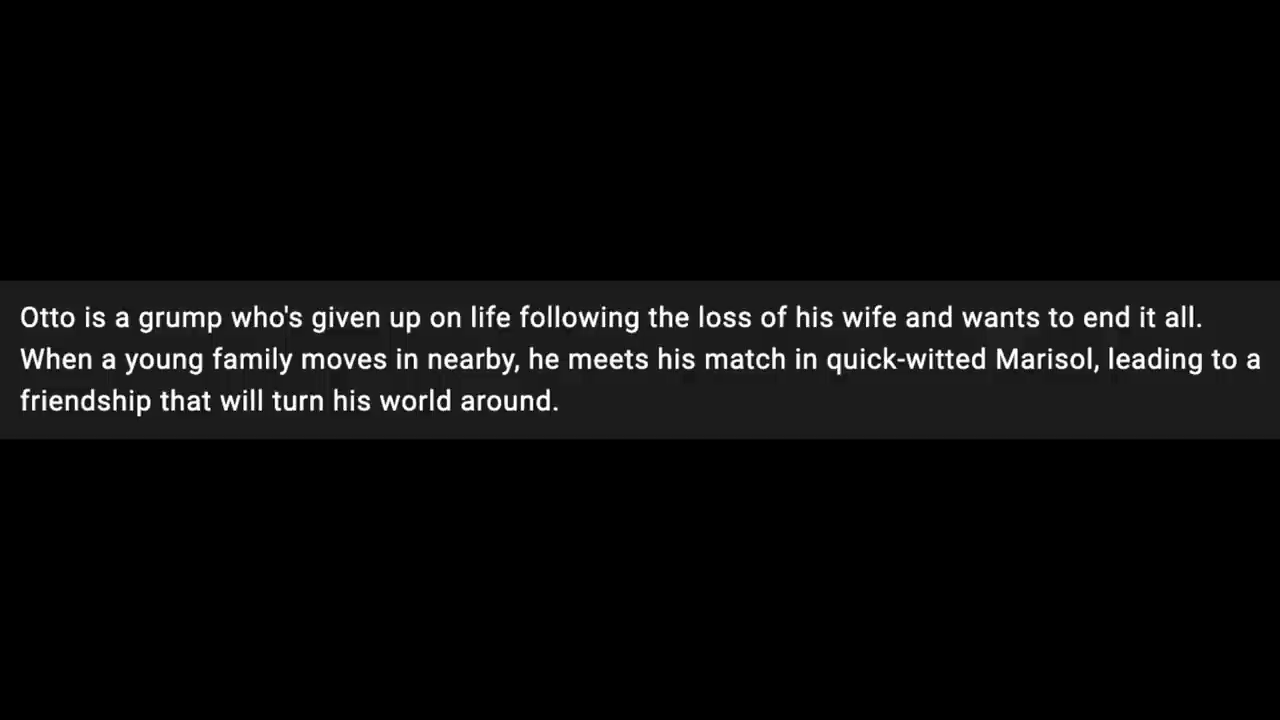 Otto is a grump who's given up on life following the loss of his wife and wants to end it all.
When a young family moves in nearby, he meets his match in quick-witted Marisol, leading to a
friendship that will turn his world around.